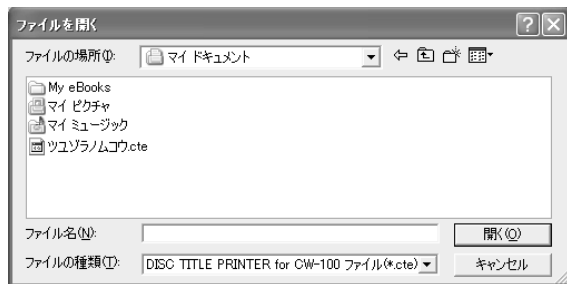 ファイルを開く
ファイルの場所(I):
マイ ドキュメント
My eBooks
マイ ピクチャ
マイ ミュージック
ツユゾラノムコウ.cte
ファイル名(N):
開く(O)
ファイルの種類(T):
DISC TITLE PRINTER for CW-100 ファイル(*.cte)
キャンセル